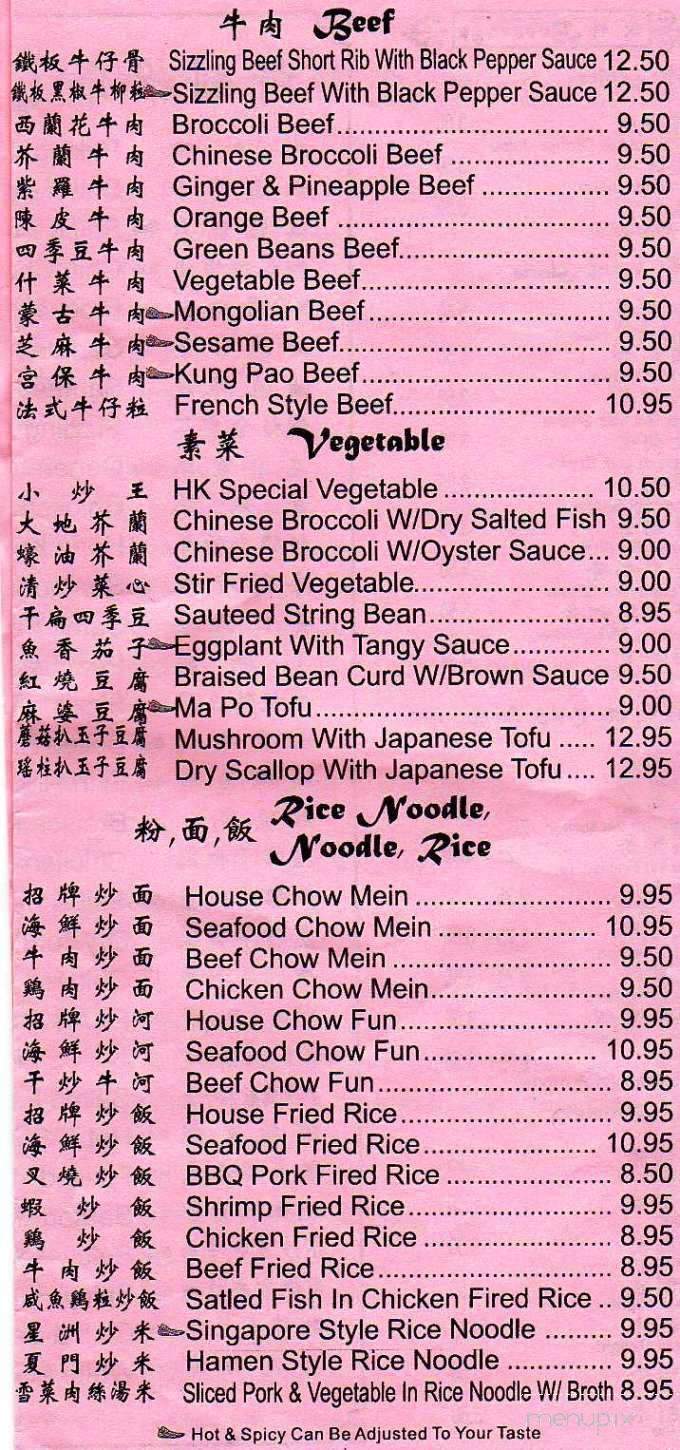 牛肉 Beef
鐵板牛仔骨 Sizzling Beef Short Rib With Black Pepper Sauce 12.50
鐵板黑椒牛柳粒 Sizzling Beef With Black Pepper Sauce 12.50
西蘭花牛肉 Broccoli Beef................................... 9.50
芥蘭牛肉 Chinese Broccoli Beef .................... 9.50
紫羅牛肉 Ginger & Pineapple Beef ................ 9.50
陳皮牛肉 Orange Beef ................................... 9.50
四季豆牛肉 Green Beans Beef........................... 9.50
什菜牛肉 Vegetable Beef................................ 9.50
蒙古牛肉 Mongolian Beef............................... 9.50
芝麻牛肉 Sesame Beef................................... 9.50
宮保牛肉 Kung Pao Beef................................ 9.50
法式牛仔粒 French Style Beef.......................... 10.95
素菜 Vegetable
小炒王 HK Special Vegetable ................... 10.50
大地芥蘭 Chinese Broccoli W/Dry Salted Fish 9.50
蠔油芥蘭 Chinese Broccoli W/Oyster Sauce... 9.00
清炒菜心 Stir Fried Vegetable......................... 9.00
干扁四季豆 Sauteed String Bean....................... 8.95
魚香茄子 Eggplant With Tangy Sauce............. 9.00
紅燒豆腐 Braised Bean Curd W/Brown Sauce 9.50
麻婆豆腐 Ma Po Tofu...................................... 9.00
蘑菇扒玉子豆腐 Mushroom With Japanese Tofu ..... 12.95
瑤柱扒玉子豆腐 Dry Scallop With Japanese Tofu.... 12.95
粉,面,飯 Rice Noodle,
Noodle, Rice
招牌炒面 House Chow Mein ......................... 9.95
海鮮炒面 Seafood Chow Mein .................... 10.95
牛肉炒面 Beef Chow Mein ............................ 9.50
鷄肉炒面 Chicken Chow Mein....................... 9.50
招牌炒河 House Chow Fun........................... 9.95
海鮮炒河 Seafood Chow Fun...................... 10.95
干炒牛河 Beef Chow Fun.............................. 8.95
招牌炒飯 House Fried Rice........................... 9.95
海鮮炒飯 Seafood Fried Rice...................... 10.95
叉燒炒飯 BBQ Pork Fired Rice ..................... 8.50
蝦炒飯 Shrimp Fried Rice.......................... 9.95
鷄炒飯 Chicken Fried Rice ........................ 8.95
牛肉炒飯 Beef Fried Rice.............................. 8.95
咸魚鷄粒炒飯 Satled Fish In Chicken Fired Rice .. 9.50
星洲炒米 Singapore Style Rice Noodle ......... 9.95
夏門炒米 Hamen Style Rice Noodle ............. 9.95
雪菜肉絲湯米 Sliced Pork & Vegetable In Rice Noodle W/ Broth 8.95
menupix
Hot & Spicy Can Be Adjusted To Your Taste